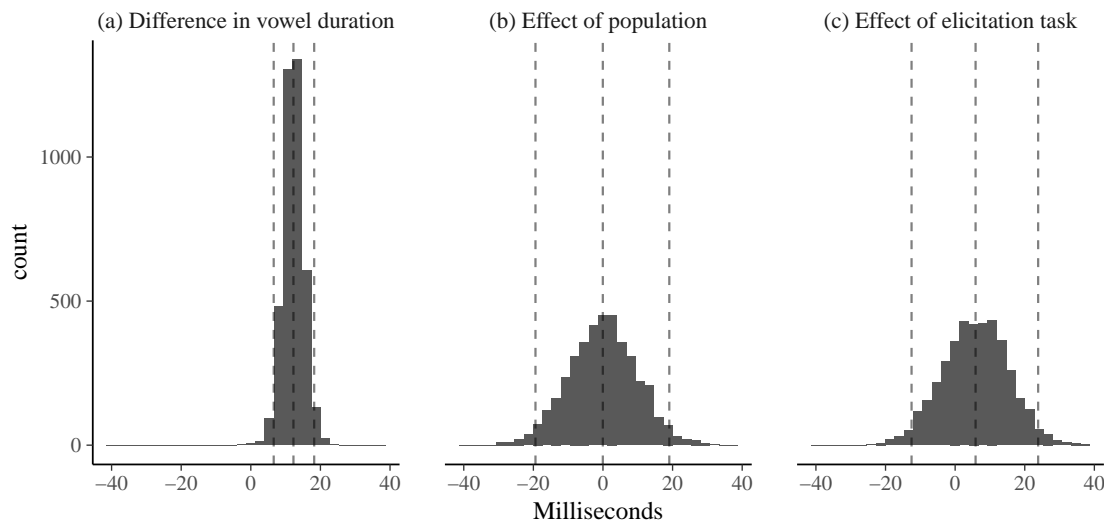 (a) Difference in vowel duration
(b) Effect of population
(c) Effect of elicitation task
count
1000
500
0
−40 −20 0 20 40
−40 −20 0 20 40
−40 −20 0 20 40
Milliseconds